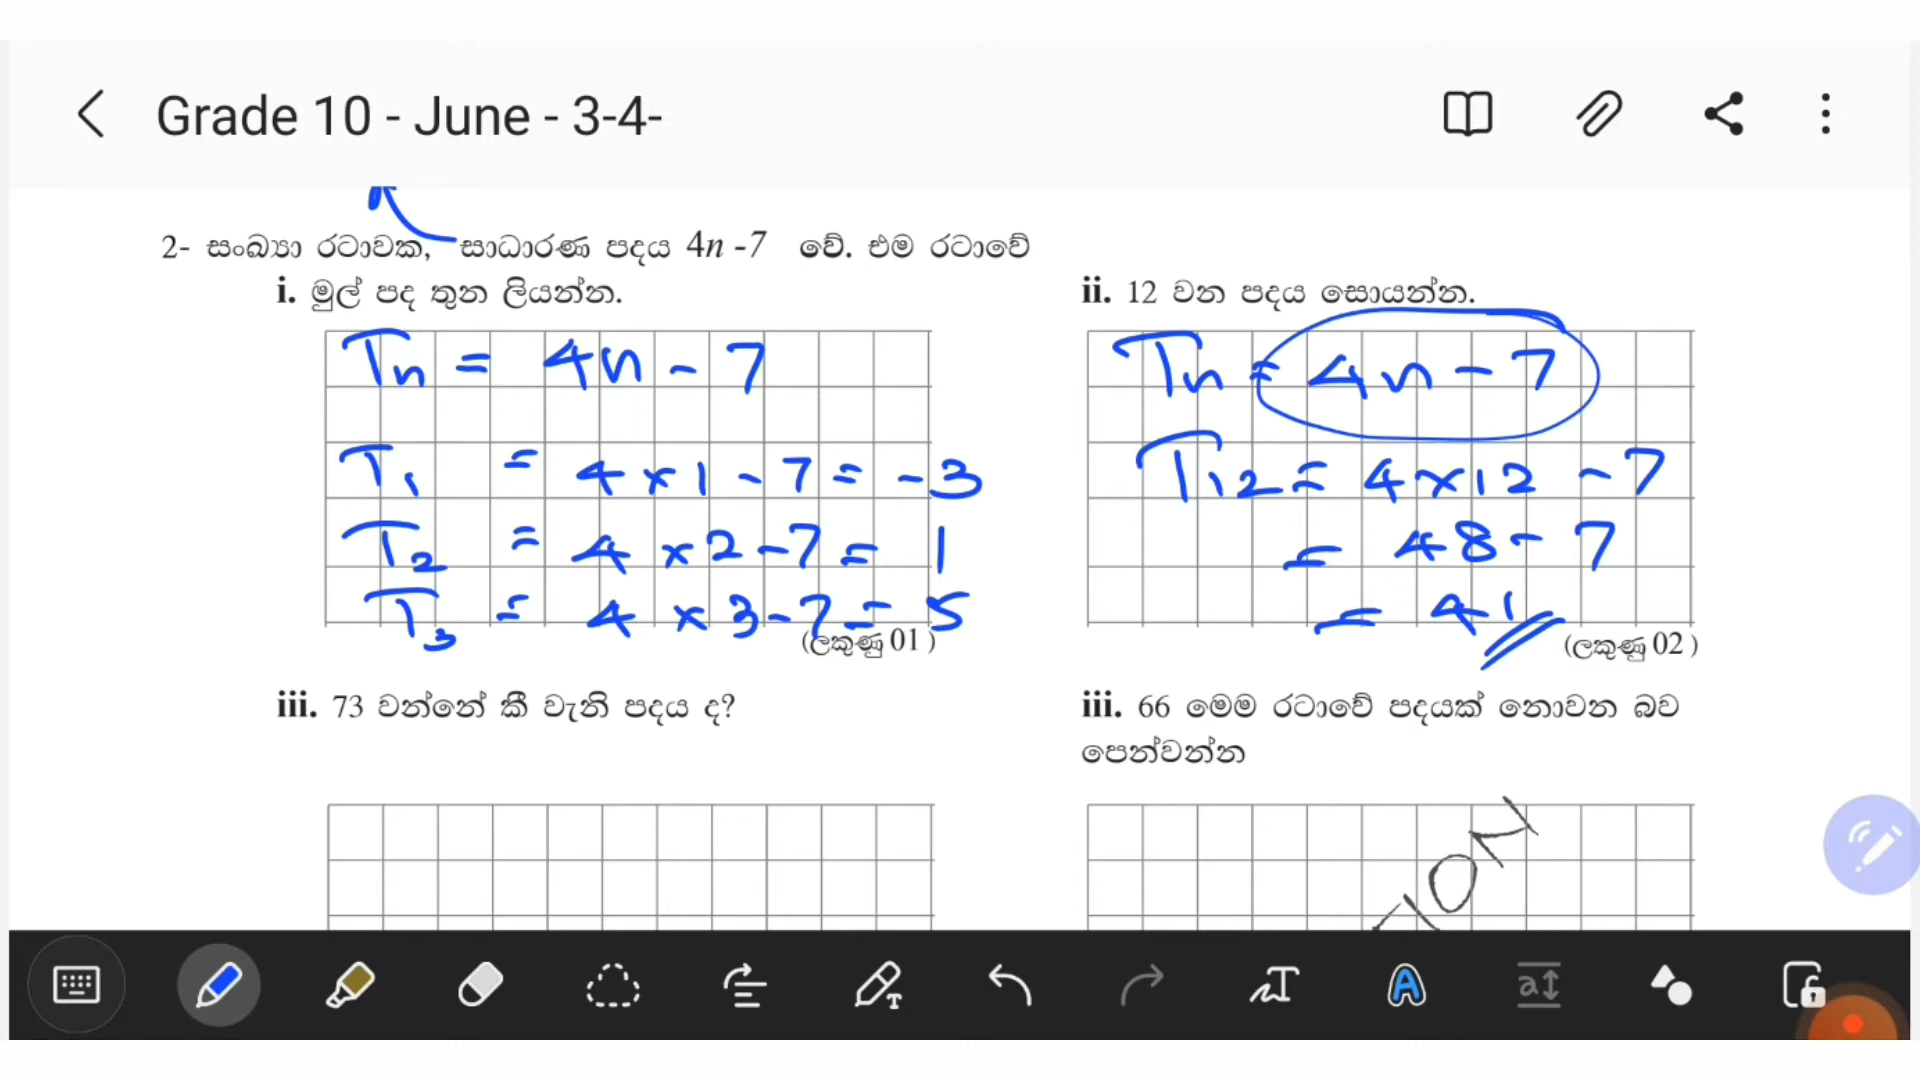 Grade 10 - June - 3-4-
2- සංඛ්‍යා රටාවක, සාධාරණ පදය 4n -7 වේ. එම රටාවේ
i. මුල් පද තුන ලියන්න.
Tn = 4n - 7
T1 = 4 × 1 - 7 = -3
T2 = 4 × 2 - 7 = 1
T3 = 4 × 3 - 7 = 5
(ලකුණු 01)
ii. 12 වන පදය සොයන්න.
Tn = 4n - 7
T12 = 4 × 12 - 7
= 48 - 7
= 41
(ලකුණු 02)
iii. 73 වන්නේ කී වැනි පදය ද?
iii. 66 මෙම රටාවේ පදයක් නොවන බව
පෙන්වන්න
TION